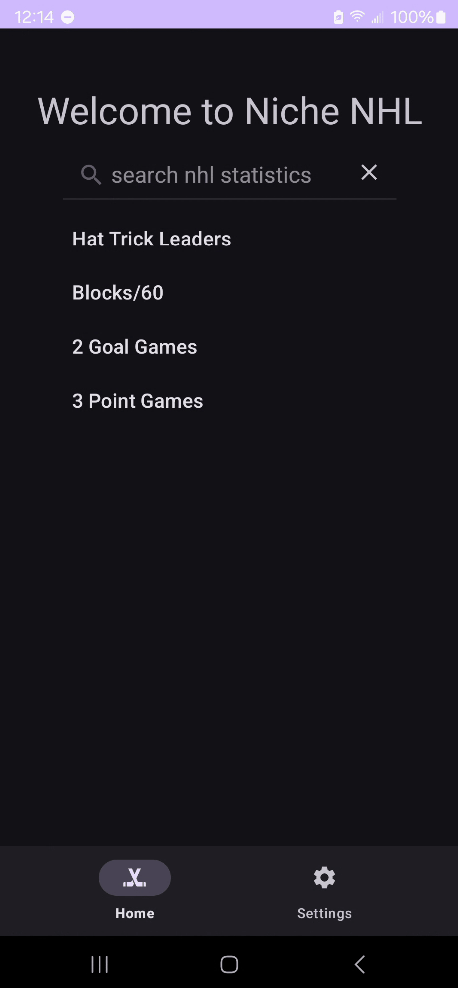 12:14
100%
Welcome to Niche NHL
search nhl statistics
Hat Trick Leaders
Blocks/60
2 Goal Games
3 Point Games
Home
Settings